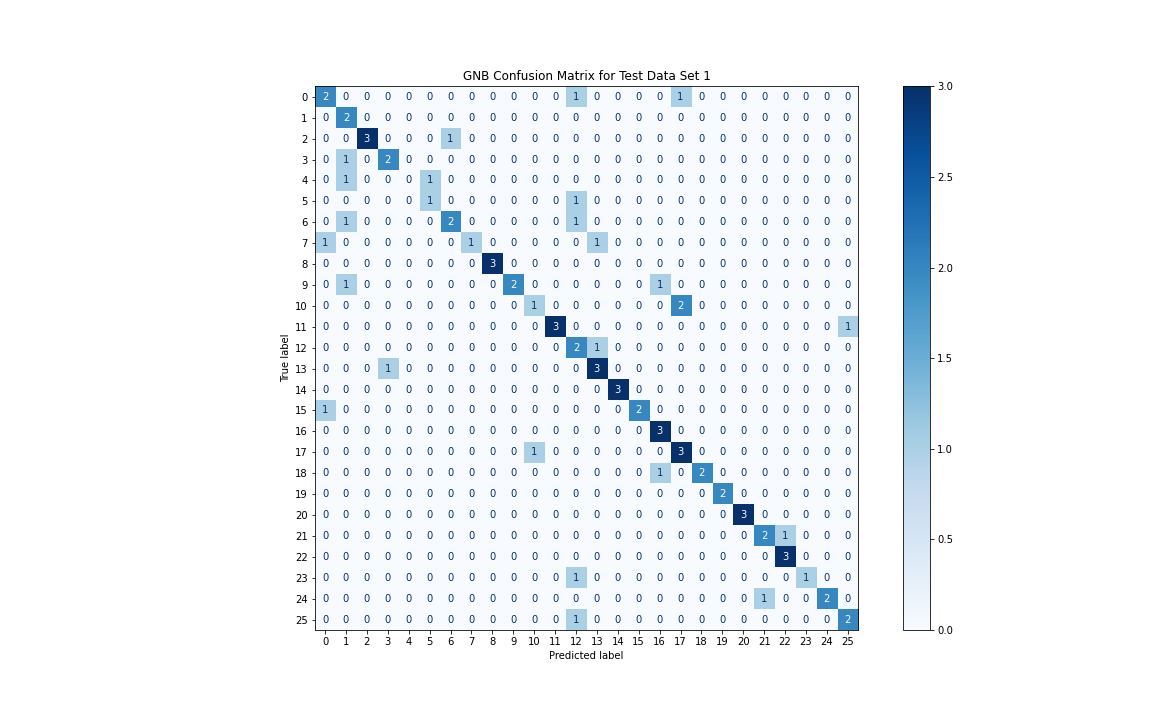 GNB Confusion Matrix for Test Data Set 1
0 2 0 0 0 0 0 0 0 0 0 0 0 1 0 0 0 0 1 0 0 0 0 0 0 0 0
1 0 2 0 0 0 0 0 0 0 0 0 0 0 0 0 0 0 0 0 0 0 0 0 0 0 0
2 0 0 3 0 0 0 1 0 0 0 0 0 0 0 0 0 0 0 0 0 0 0 0 0 0 0
3 0 1 0 2 0 0 0 0 0 0 0 0 0 0 0 0 0 0 0 0 0 0 0 0 0 0
4 0 1 0 0 0 1 0 0 0 0 0 0 0 0 0 0 0 0 0 0 0 0 0 0 0 0
5 0 0 0 0 0 1 0 0 0 0 0 0 1 0 0 0 0 0 0 0 0 0 0 0 0 0
6 0 1 0 0 0 0 2 0 0 0 0 0 1 0 0 0 0 0 0 0 0 0 0 0 0 0
7 1 0 0 0 0 0 0 1 0 0 0 0 0 1 0 0 0 0 0 0 0 0 0 0 0 0
8 0 0 0 0 0 0 0 0 3 0 0 0 0 0 0 0 0 0 0 0 0 0 0 0 0 0
9 0 1 0 0 0 0 0 0 0 2 0 0 0 0 0 0 1 0 0 0 0 0 0 0 0 0
10 0 0 0 0 0 0 0 0 0 0 1 0 0 0 0 0 0 2 0 0 0 0 0 0 0 0
11 0 0 0 0 0 0 0 0 0 0 0 3 0 0 0 0 0 0 0 0 0 0 0 0 0 1
12 0 0 0 0 0 0 0 0 0 0 0 0 2 1 0 0 0 0 0 0 0 0 0 0 0 0
13 0 0 0 1 0 0 0 0 0 0 0 0 0 3 0 0 0 0 0 0 0 0 0 0 0 0
14 0 0 0 0 0 0 0 0 0 0 0 0 0 0 3 0 0 0 0 0 0 0 0 0 0 0
15 1 0 0 0 0 0 0 0 0 0 0 0 0 0 0 2 0 0 0 0 0 0 0 0 0 0
16 0 0 0 0 0 0 0 0 0 0 0 0 0 0 0 0 3 0 0 0 0 0 0 0 0 0
17 0 0 0 0 0 0 0 0 0 0 1 0 0 0 0 0 0 3 0 0 0 0 0 0 0 0
18 0 0 0 0 0 0 0 0 0 0 0 0 0 0 0 0 1 0 2 0 0 0 0 0 0 0
19 0 0 0 0 0 0 0 0 0 0 0 0 0 0 0 0 0 0 0 2 0 0 0 0 0 0
20 0 0 0 0 0 0 0 0 0 0 0 0 0 0 0 0 0 0 0 0 3 0 0 0 0 0
21 0 0 0 0 0 0 0 0 0 0 0 0 0 0 0 0 0 0 0 0 0 2 1 0 0 0
22 0 0 0 0 0 0 0 0 0 0 0 0 0 0 0 0 0 0 0 0 0 0 3 0 0 0
23 0 0 0 0 0 0 0 0 0 0 0 0 1 0 0 0 0 0 0 0 0 0 0 1 0 0
24 0 0 0 0 0 0 0 0 0 0 0 0 0 0 0 0 0 0 0 0 0 1 0 0 2 0
25 0 0 0 0 0 0 0 0 0 0 0 0 1 0 0 0 0 0 0 0 0 0 0 0 0 2
0 1 2 3 4 5 6 7 8 9 10 11 12 13 14 15 16 17 18 19 20 21 22 23 24 25
Predicted label
True label
3.0
2.5
2.0
1.5
1.0
0.5
0.0